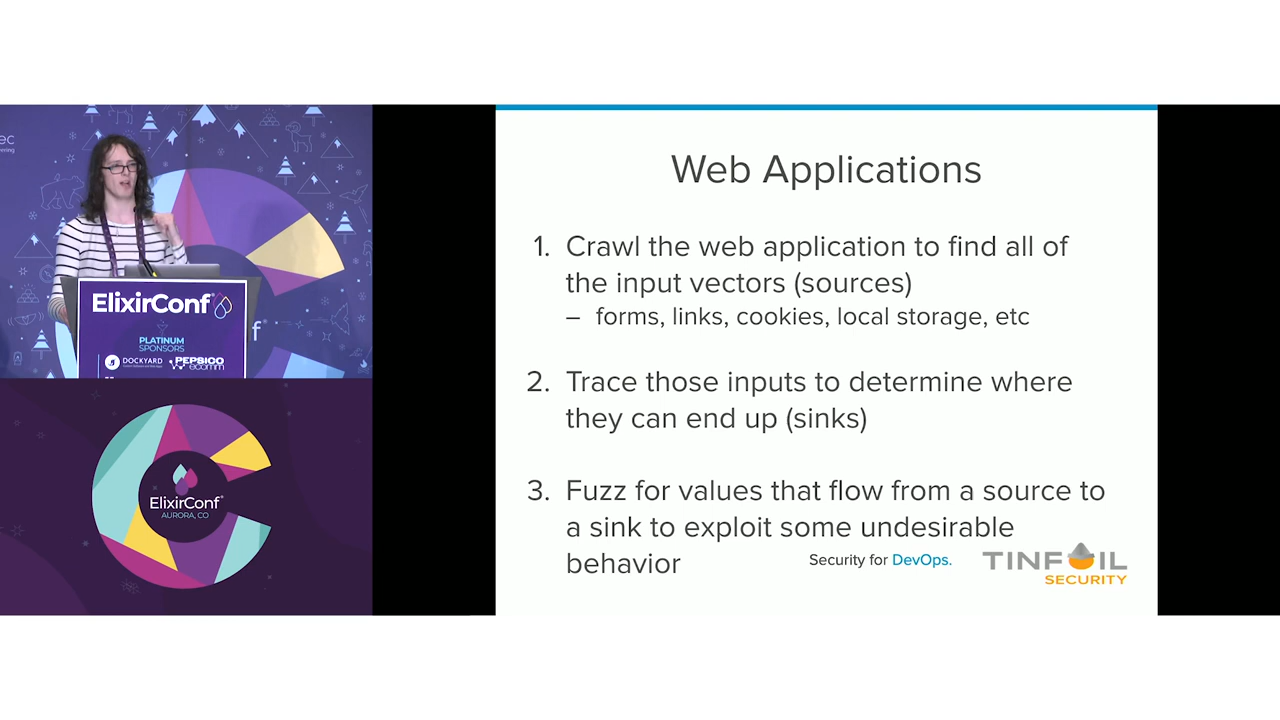 ec
ering
ElixirConf
PLATINUM
SPONSORS
DOCKYARD
PEPSICO
ecomm
f
ElixirConf
AURORA, CO
Web Applications
1. Crawl the web application to find all of
the input vectors (sources)
– forms, links, cookies, local storage, etc
2. Trace those inputs to determine where
they can end up (sinks)
3. Fuzz for values that flow from a source to
a sink to exploit some undesirable
behavior
Security for DevOps.
TINFOIL
SECURITY